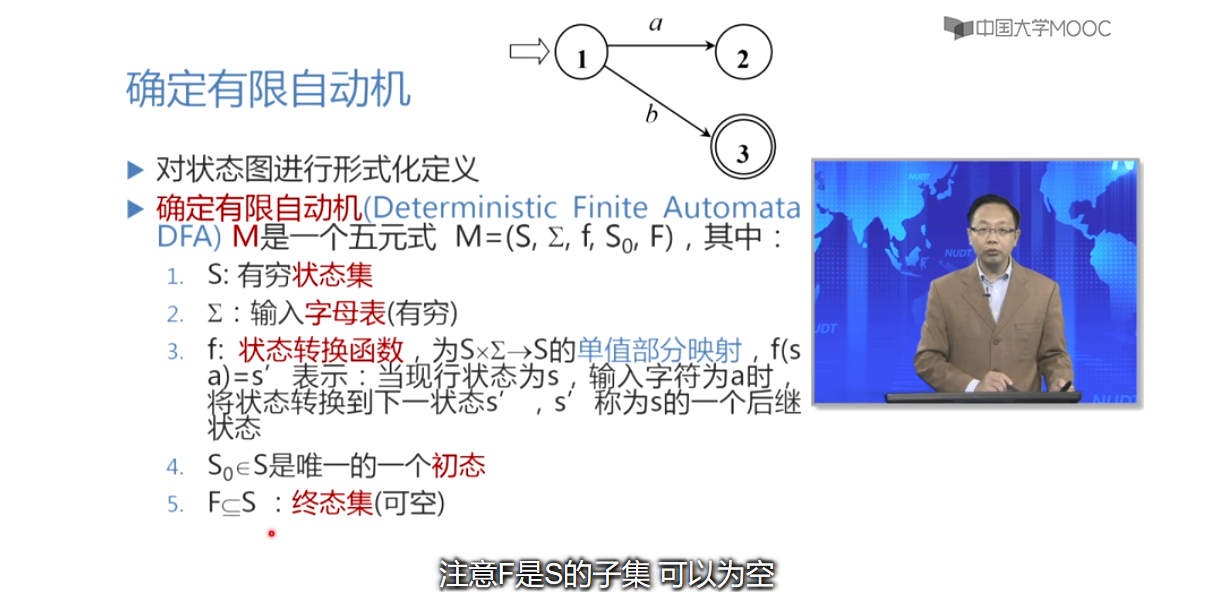 中国大学MOOC
a
1
2
b
3
确定有限自动机
对状态图进行形式化定义
确定有限自动机(Deterministic Finite Automata
DFA) M是一个五元式 M=(S, Σ, f, S₀, F)，其中：
1. S: 有穷状态集
2. Σ：输入字母表(有穷)
3. f: 状态转换函数，为S×Σ→S的单值部分映射，f(s
a)=s′表示：当现行状态为s，输入字符为a时，
将状态转换到下一状态s′，s′称为s的一个后继
状态
4. S₀∈S是唯一的一个初态
5. F⊆S ：终态集(可空)
NUDT
NUDT
UDT
NUDT
N
注意F是S的子集 可以为空